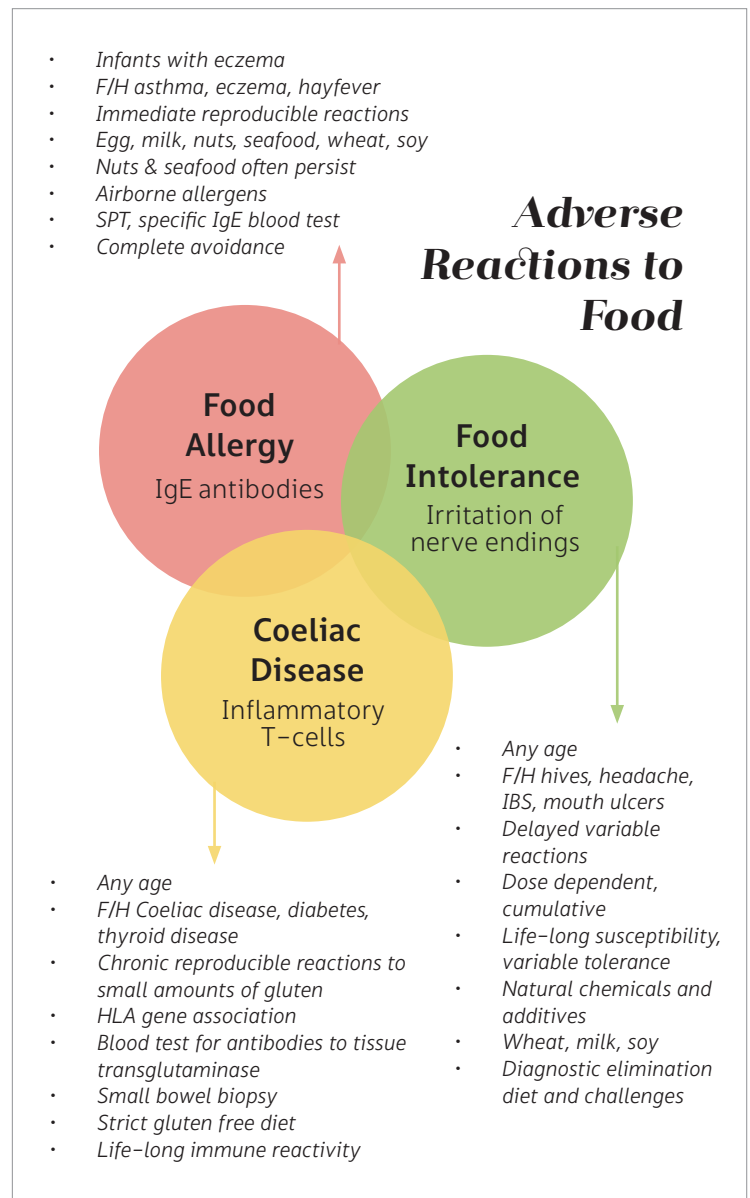 • Infants with eczema
• F/H asthma, eczema, hayfever
• Immediate reproducible reactions
• Egg, milk, nuts, seafood, wheat, soy
• Nuts & seafood often persist
• Airborne allergens
• SPT, specific IgE blood test
• Complete avoidance
Adverse
Reactions to
Food
Food
Allergy
IgE antibodies
Food
Intolerance
Irritation of
nerve endings
Coeliac
Disease
Inflammatory
T-cells
• Any age
• F/H Coeliac disease, diabetes,
thyroid disease
• Chronic reproducible reactions to
small amounts of gluten
• HLA gene association
• Blood test for antibodies to tissue
transglutaminase
• Small bowel biopsy
• Strict gluten free diet
• Life-long immune reactivity
• Any age
• F/H hives, headache,
IBS, mouth ulcers
• Delayed variable
reactions
• Dose dependent,
cumulative
• Life-long susceptibility,
variable tolerance
• Natural chemicals and
additives
• Wheat, milk, soy
• Diagnostic elimination
diet and challenges